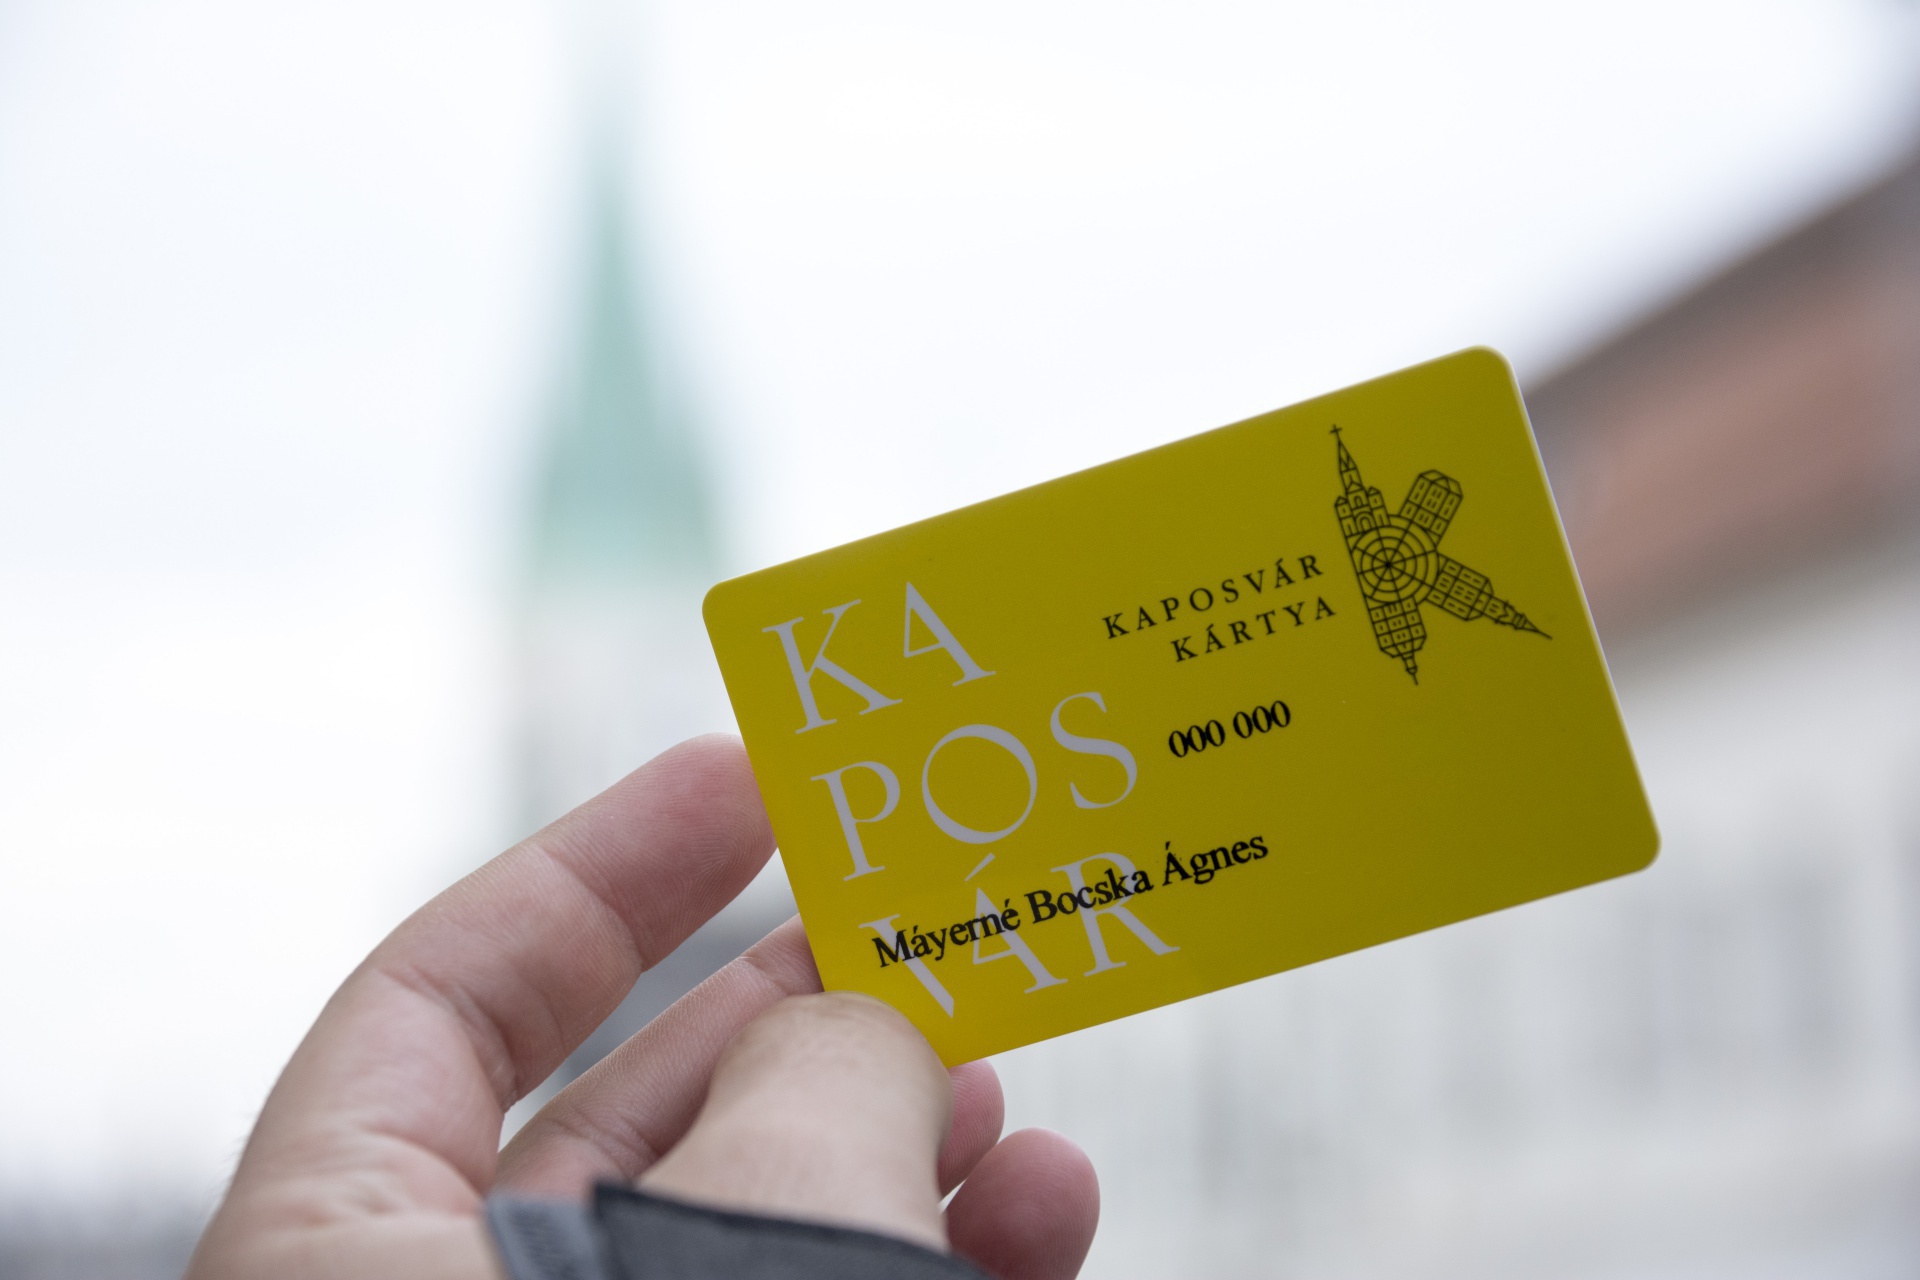 KA
POS
VÁR
KAPOSVÁR
KÁRTYA
000 000
Máyerné Bocska Ágnes